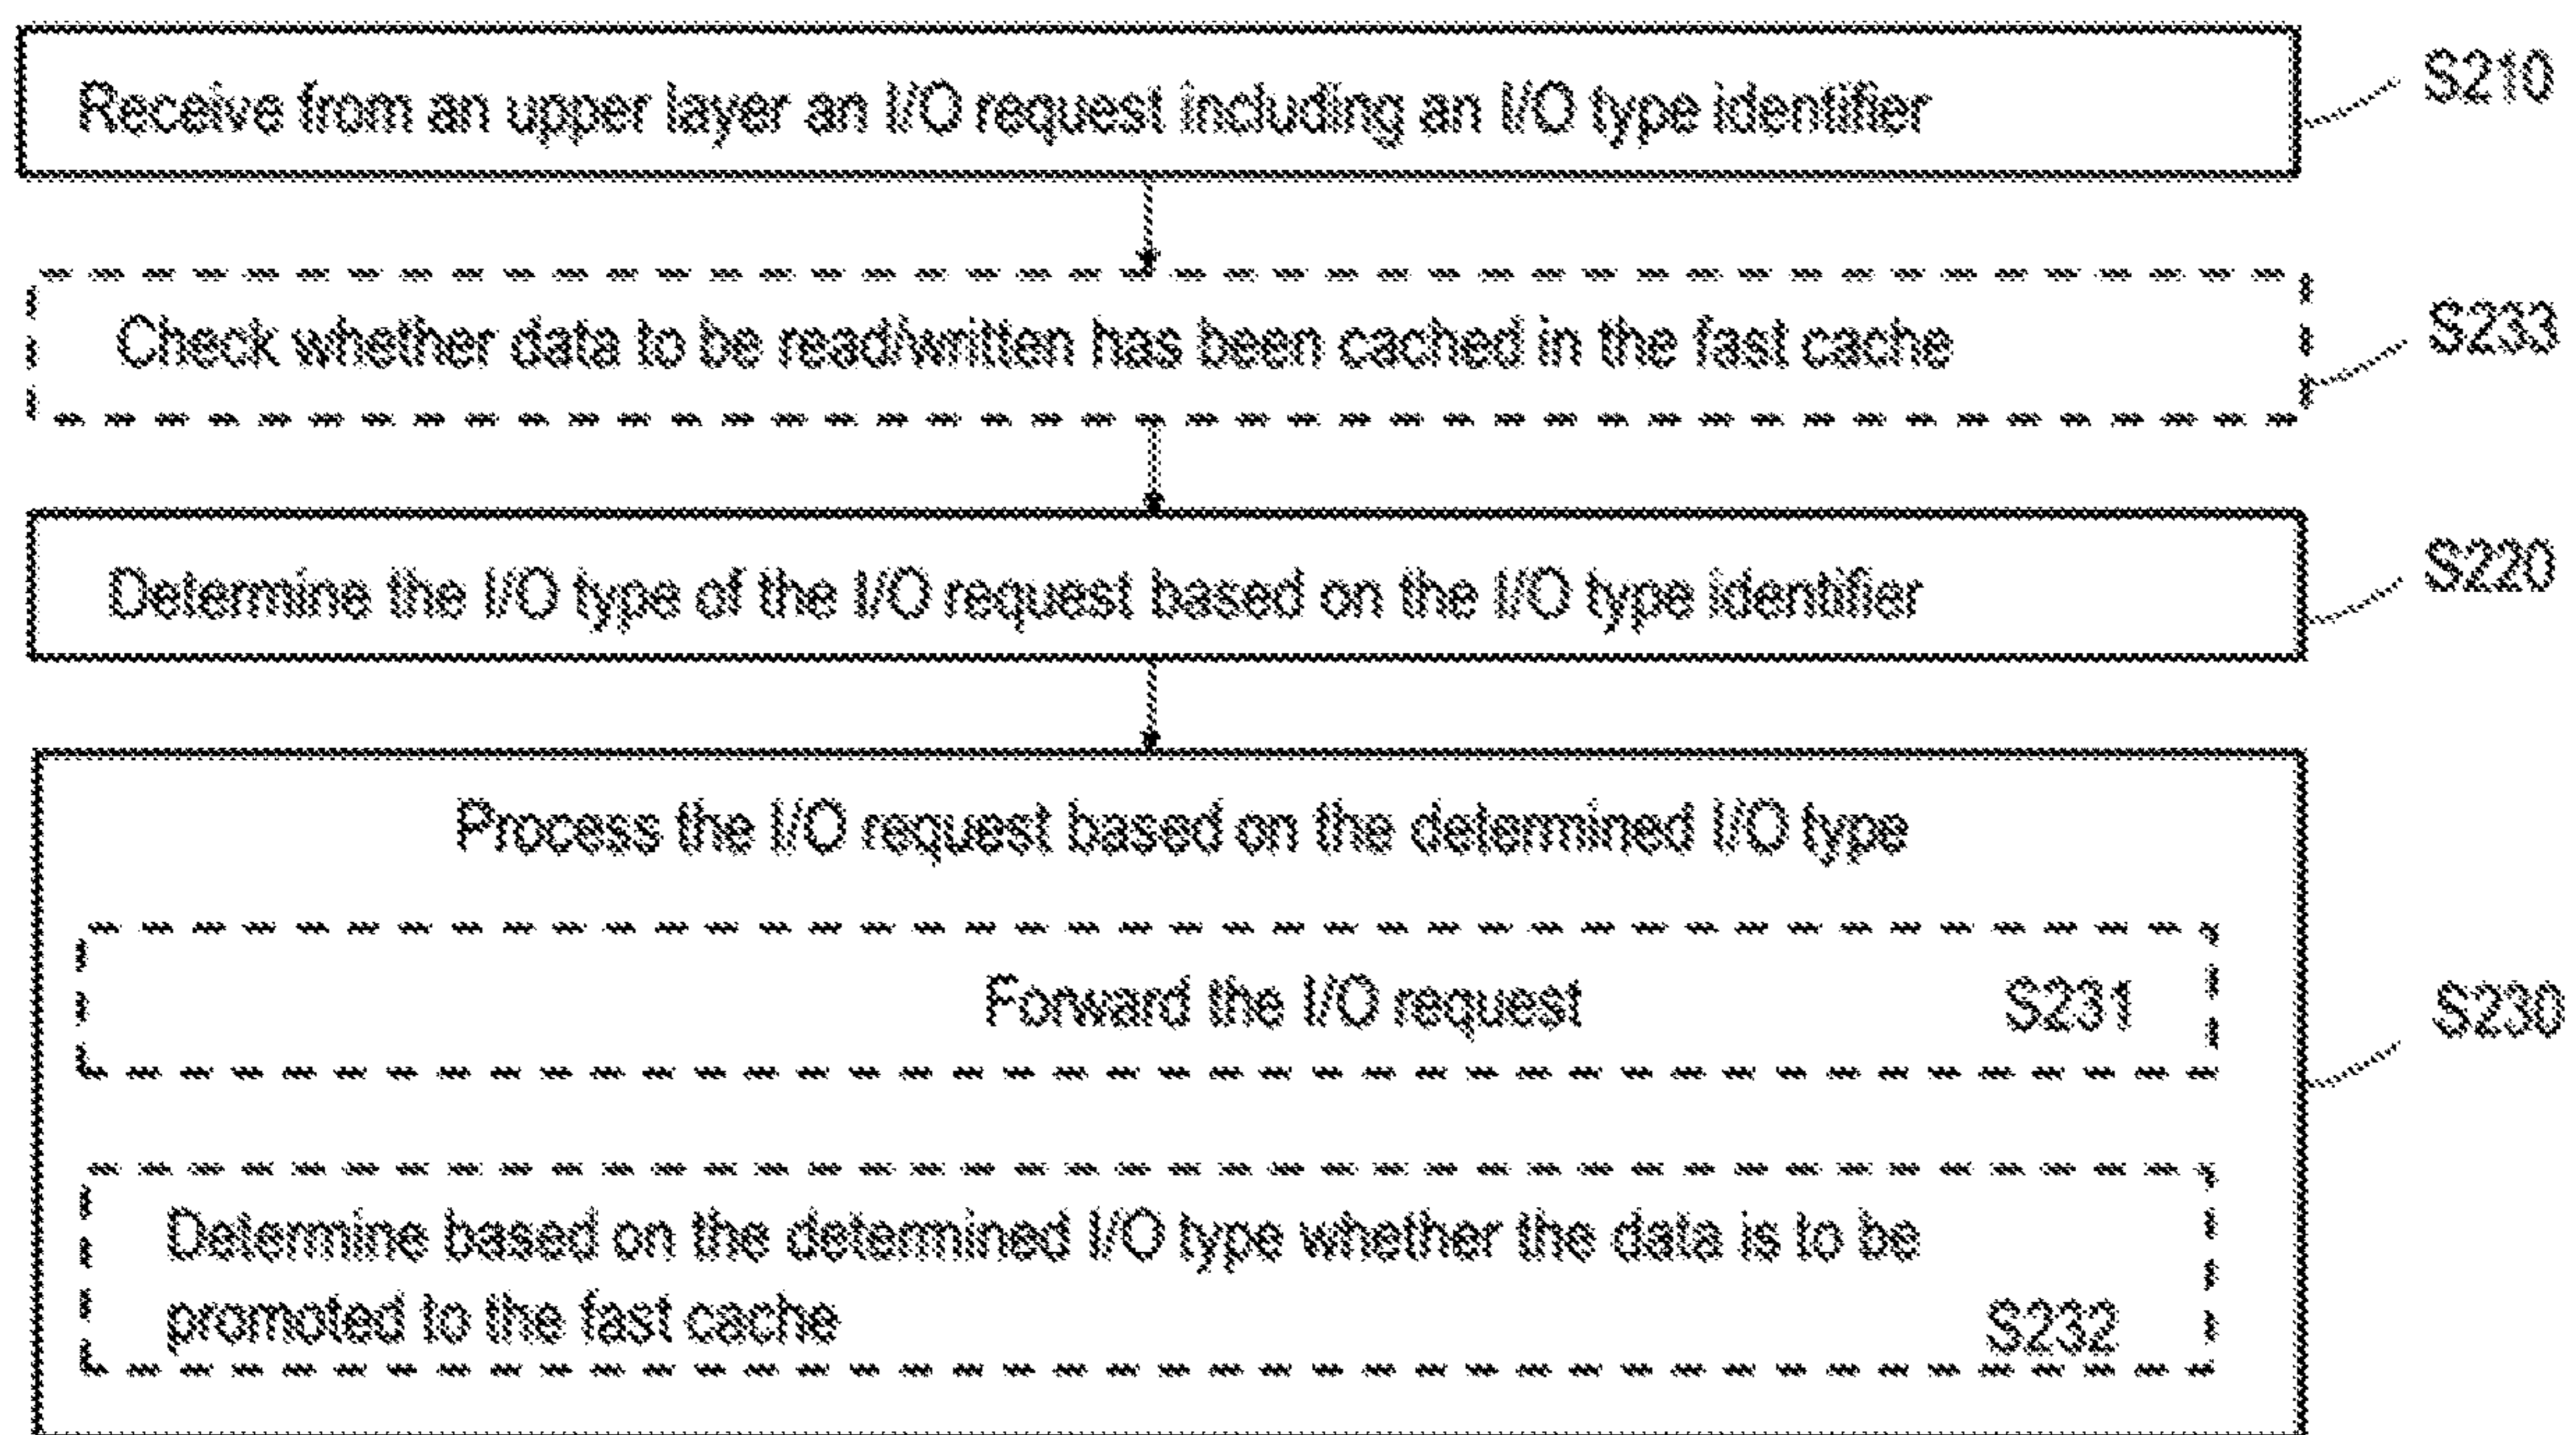 Receive from an upper layer an I/O request including an I/O type identifier S210
Check whether data to be read/written has been cached in the fast cache S233
Determine the I/O type of the I/O request based on the I/O type identifier S220
Process the I/O request based on the determined I/O type
Forward the I/O request S231 S230
Determine based on the determined I/O type whether the data is to be
promoted to the fast cache S232